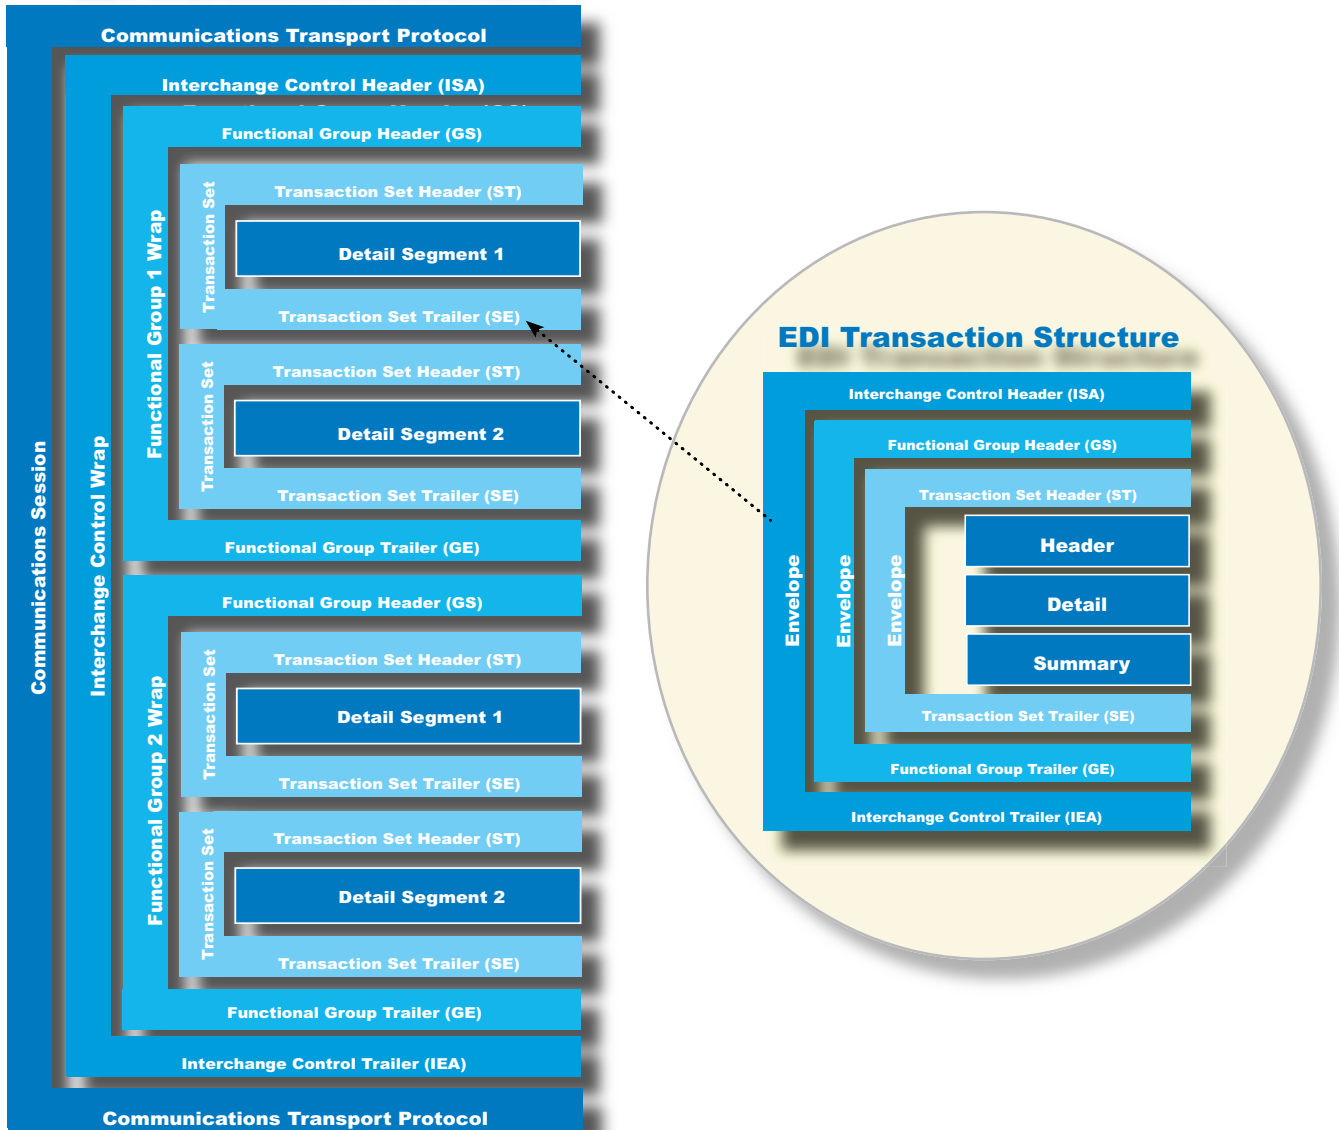 Communications Transport Protocol
Interchange Control Header (ISA)
Functional Group Header (GS)
Transaction Set Header (ST)
Transaction Set
Detail Segment 1
Transaction Set Trailer (SE)
Functional Group 1 Wrap
Transaction Set Header (ST)
Transaction Set
Detail Segment 2
Transaction Set Trailer (SE)
Functional Group Trailer (GE)
Communications Session
Interchange Control Wrap
Functional Group Header (GS)
Transaction Set Header (ST)
Transaction Set
Detail Segment 1
Transaction Set Trailer (SE)
Functional Group 2 Wrap
Transaction Set Header (ST)
Transaction Set
Detail Segment 2
Transaction Set Trailer (SE)
Functional Group Trailer (GE)
Interchange Control Trailer (IEA)
Communications Transport Protocol
EDI Transaction Structure
Interchange Control Header (ISA)
Functional Group Header (GS)
Transaction Set Header (ST)
Envelope
Envelope
Envelope
Header
Detail
Summary
Transaction Set Trailer (SE)
Functional Group Trailer (GE)
Interchange Control Trailer (IEA)